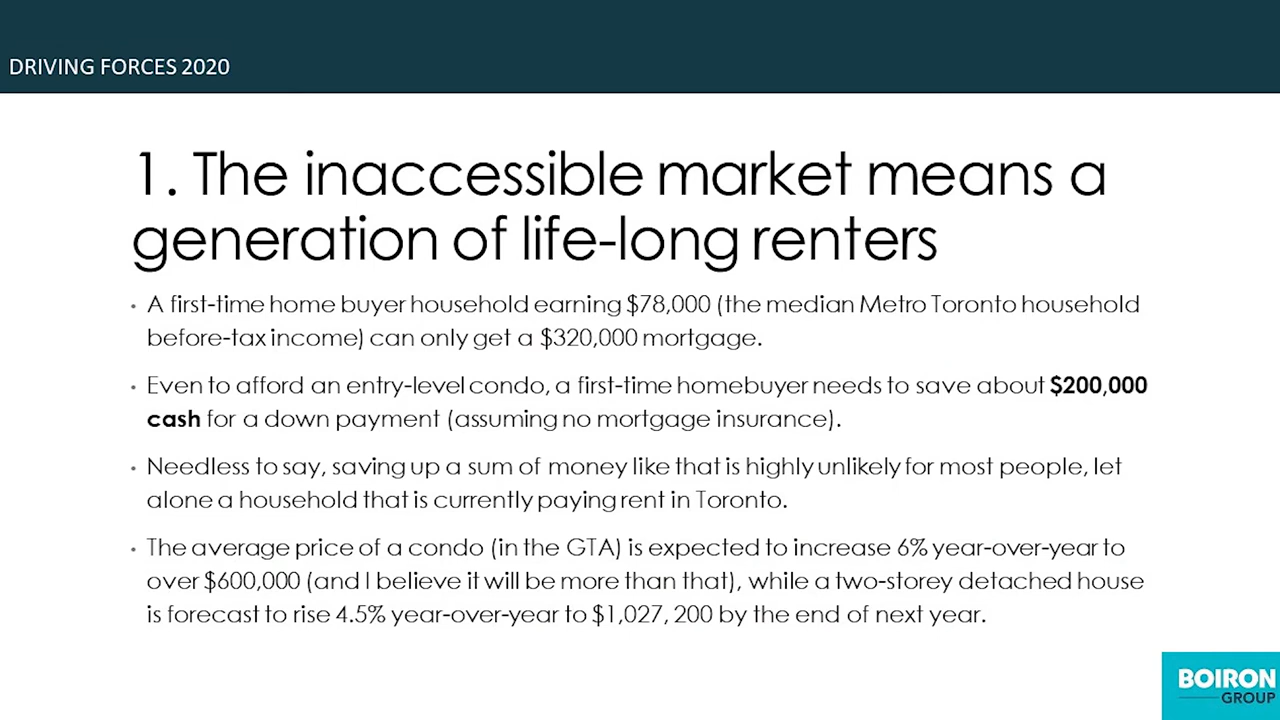 DRIVING FORCES 2020
1. The inaccessible market means a
generation of life-long renters
• A first-time home buyer household earning $78,000 (the median Metro Toronto household
before-tax income) can only get a $320,000 mortgage.
• Even to afford an entry-level condo, a first-time homebuyer needs to save about $200,000
cash for a down payment (assuming no mortgage insurance).
• Needless to say, saving up a sum of money like that is highly unlikely for most people, let
alone a household that is currently paying rent in Toronto.
• The average price of a condo (in the GTA) is expected to increase 6% year-over-year to
over $600,000 (and I believe it will be more than that), while a two-storey detached house
is forecast to rise 4.5% year-over-year to $1,027, 200 by the end of next year.
BOIRON
GROUP